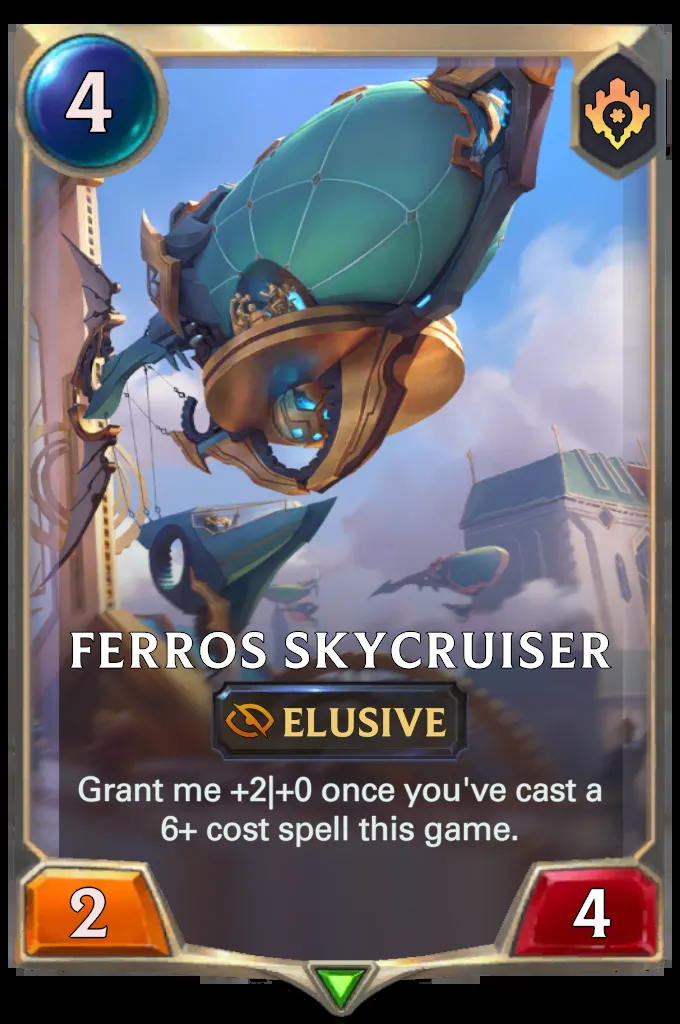 4
FERROS SKYCRUISER
ELUSIVE
Grant me +2|+0 once you've cast a
6+ cost spell this game.
2
4